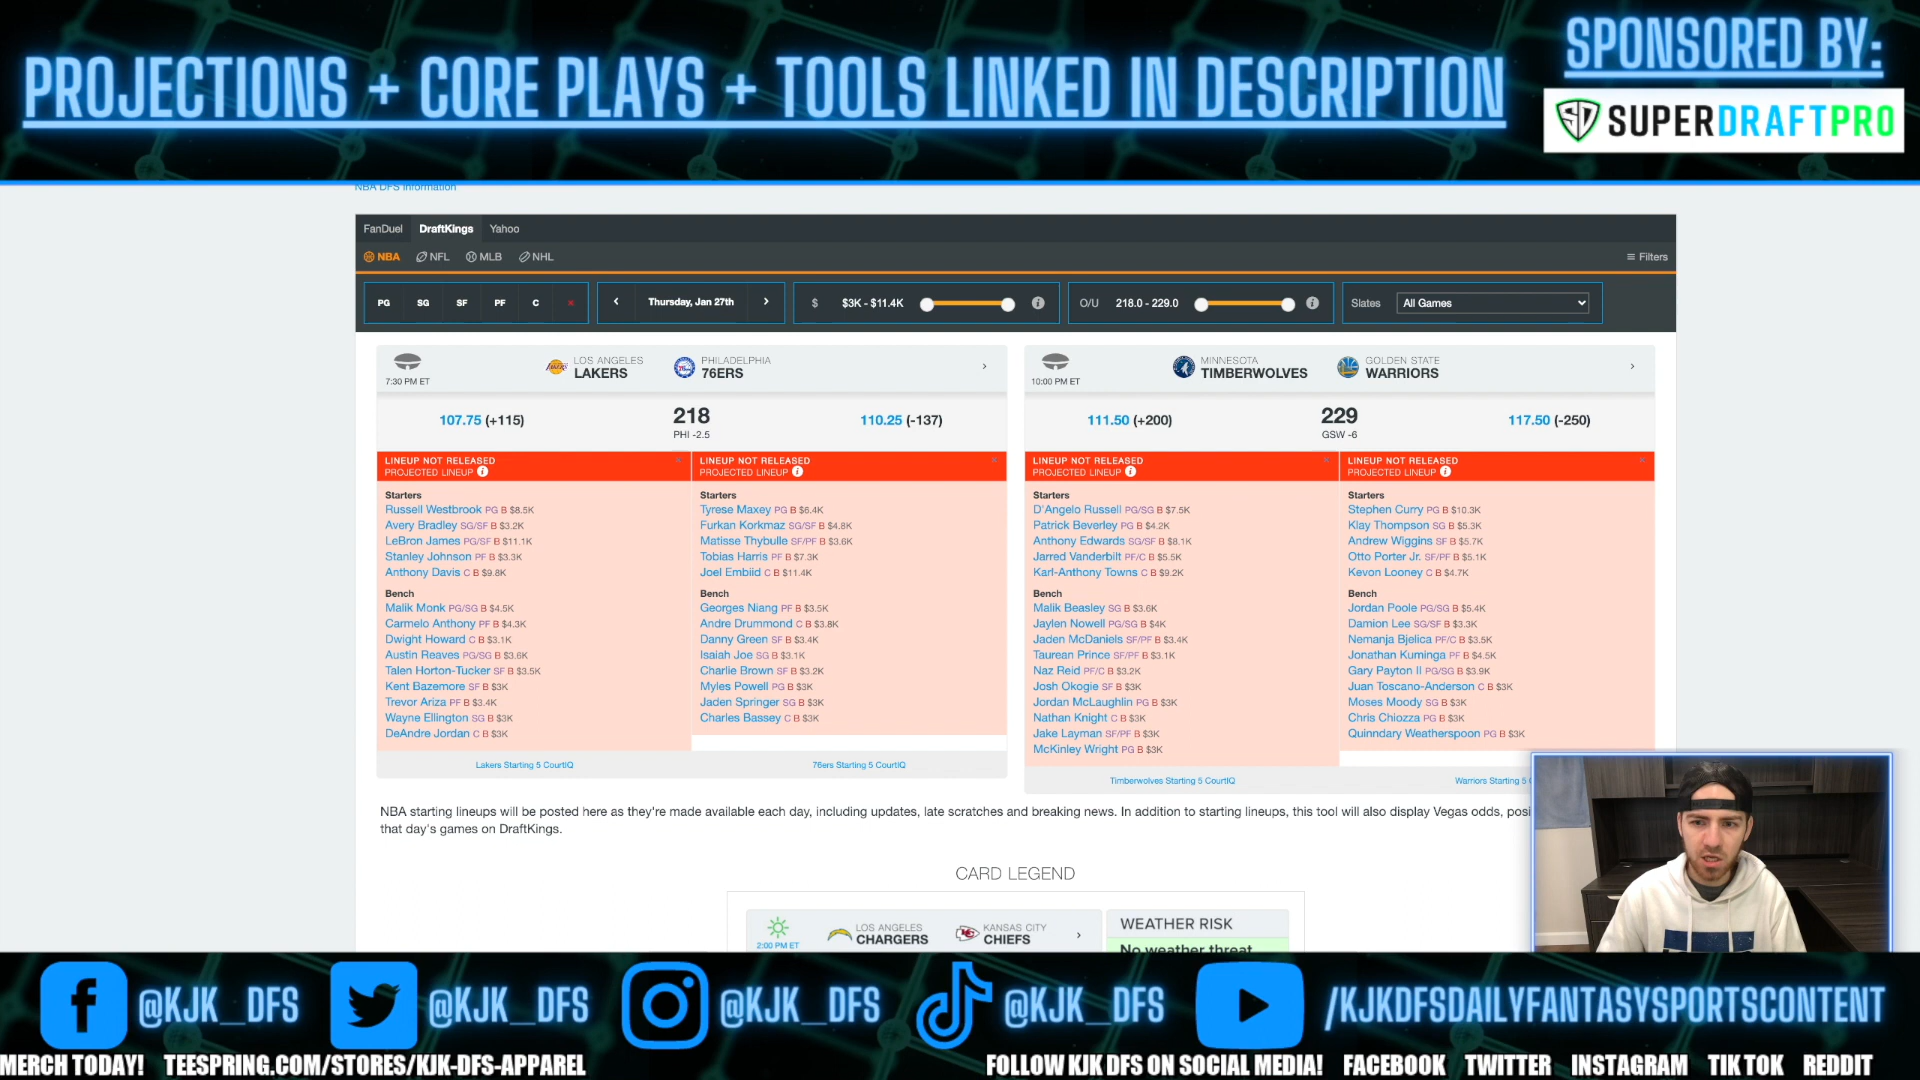 PROJECTIONS + CORE PLAYS + TOOLS LINKED IN DESCRIPTION
SPONSORED BY:
SD SUPERDRAFTPRO
NBA DFS Information
FanDuel DraftKings Yahoo
NBA NFL MLB NHL
Filters
PG SG SF PF C ×
‹ Thursday, Jan 27th ›
$ $3K - $11.4K
O/U 218.0 - 229.0
Slates All Games
7:30 PM ET
LOS ANGELES
LAKERS
PHILADELPHIA
76ERS
107.75 (+115)
218
PHI -2.5
110.25 (-137)
LINEUP NOT RELEASED
PROJECTED LINEUP
Starters
Russell Westbrook PG B $8.5K
Avery Bradley SG/SF B $3.2K
LeBron James PG/SF B $11.1K
Stanley Johnson PF B $3.3K
Anthony Davis C B $9.8K
Bench
Malik Monk PG/SG B $4.5K
Carmelo Anthony PF B $4.3K
Dwight Howard C B $3.1K
Austin Reaves PG/SG B $3.6K
Talen Horton-Tucker SF B $3.5K
Kent Bazemore SF B $3K
Trevor Ariza PF B $3.4K
Wayne Ellington SG B $3K
DeAndre Jordan C B $3K
Lakers Starting 5 CourtIQ
LINEUP NOT RELEASED
PROJECTED LINEUP
Starters
Tyrese Maxey PG B $6.4K
Furkan Korkmaz SG/SF B $4.8K
Matisse Thybulle SF/PF B $3.6K
Tobias Harris PF B $7.3K
Joel Embiid C B $11.4K
Bench
Georges Niang PF B $3.5K
Andre Drummond C B $3.8K
Danny Green SF B $3.4K
Isaiah Joe SG B $3.1K
Charlie Brown SF B $3.2K
Myles Powell PG B $3K
Jaden Springer SG B $3K
Charles Bassey C B $3K
76ers Starting 5 CourtIQ
10:00 PM ET
MINNESOTA
TIMBERWOLVES
GOLDEN STATE
WARRIORS
111.50 (+200)
229
GSW -6
117.50 (-250)
LINEUP NOT RELEASED
PROJECTED LINEUP
Starters
D'Angelo Russell PG/SG B $7.5K
Patrick Beverley PG B $4.2K
Anthony Edwards SG/SF B $8.1K
Jarred Vanderbilt PF/C B $5.5K
Karl-Anthony Towns C B $9.2K
Bench
Malik Beasley SG B $3.6K
Jaylen Nowell PG/SG B $4K
Jaden McDaniels SF/PF B $3.4K
Taurean Prince SF/PF B $3.1K
Naz Reid PF/C B $3.2K
Josh Okogie SF B $3K
Jordan McLaughlin PG B $3K
Nathan Knight C B $3K
Jake Layman SF/PF B $3K
McKinley Wright PG B $3K
Timberwolves Starting 5 CourtIQ
LINEUP NOT RELEASED
PROJECTED LINEUP
Starters
Stephen Curry PG B $10.3K
Klay Thompson SG B $5.3K
Andrew Wiggins SF B $5.7K
Otto Porter Jr. SF/PF B $5.1K
Kevon Looney C B $4.7K
Bench
Jordan Poole PG/SG B $5.4K
Damion Lee SG/SF B $3.3K
Nemanja Bjelica PF/C B $3.5K
Jonathan Kuminga PF B $4.5K
Gary Payton II PG/SG B $3.9K
Juan Toscano-Anderson C B $3K
Moses Moody SG B $3K
Chris Chiozza PG B $3K
Quinndary Weatherspoon PG B $3K
Warriors Starting 5
NBA starting lineups will be posted here as they're made available each day, including updates, late scratches and breaking news. In addition to starting lineups, this tool will also display Vegas odds, posi
that day's games on DraftKings.
CARD LEGEND
2:00 PM ET
LOS ANGELES
CHARGERS
KANSAS CITY
CHIEFS
WEATHER RISK
No weather threat
@KJK_DFS
@KJK_DFS
@KJK_DFS
@KJK_DFS
/KJKDFSDAILYFANTASYSPORTSCONTENT
MERCH TODAY! TEESPRING.COM/STORES/KJK-DFS-APPAREL
FOLLOW KJK DFS ON SOCIAL MEDIA! FACEBOOK TWITTER INSTAGRAM TIK TOK REDDIT